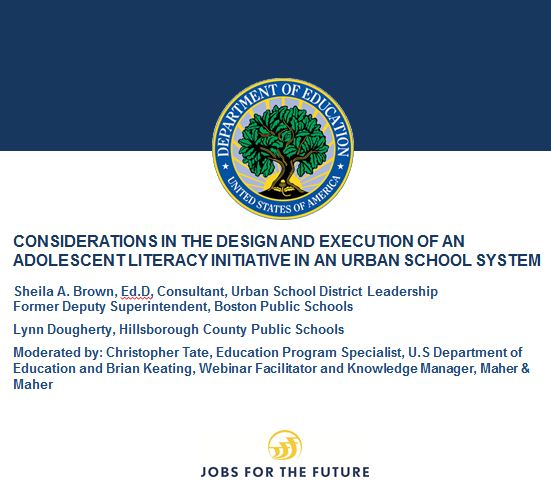 DEPARTMENT OF EDUCATION
UNITED STATES OF AMERICA
CONSIDERATIONS IN THE DESIGN AND EXECUTION OF AN
ADOLESCENT LITERACY INITIATIVE IN AN URBAN SCHOOL SYSTEM
Sheila A. Brown, Ed.D, Consultant, Urban School District Leadership
Former Deputy Superintendent, Boston Public Schools
Lynn Dougherty, Hillsborough County Public Schools
Moderated by: Christopher Tate, Education Program Specialist, U.S Department of
Education and Brian Keating, Webinar Facilitator and Knowledge Manager, Maher &
Maher
JOBS FOR THE FUTURE